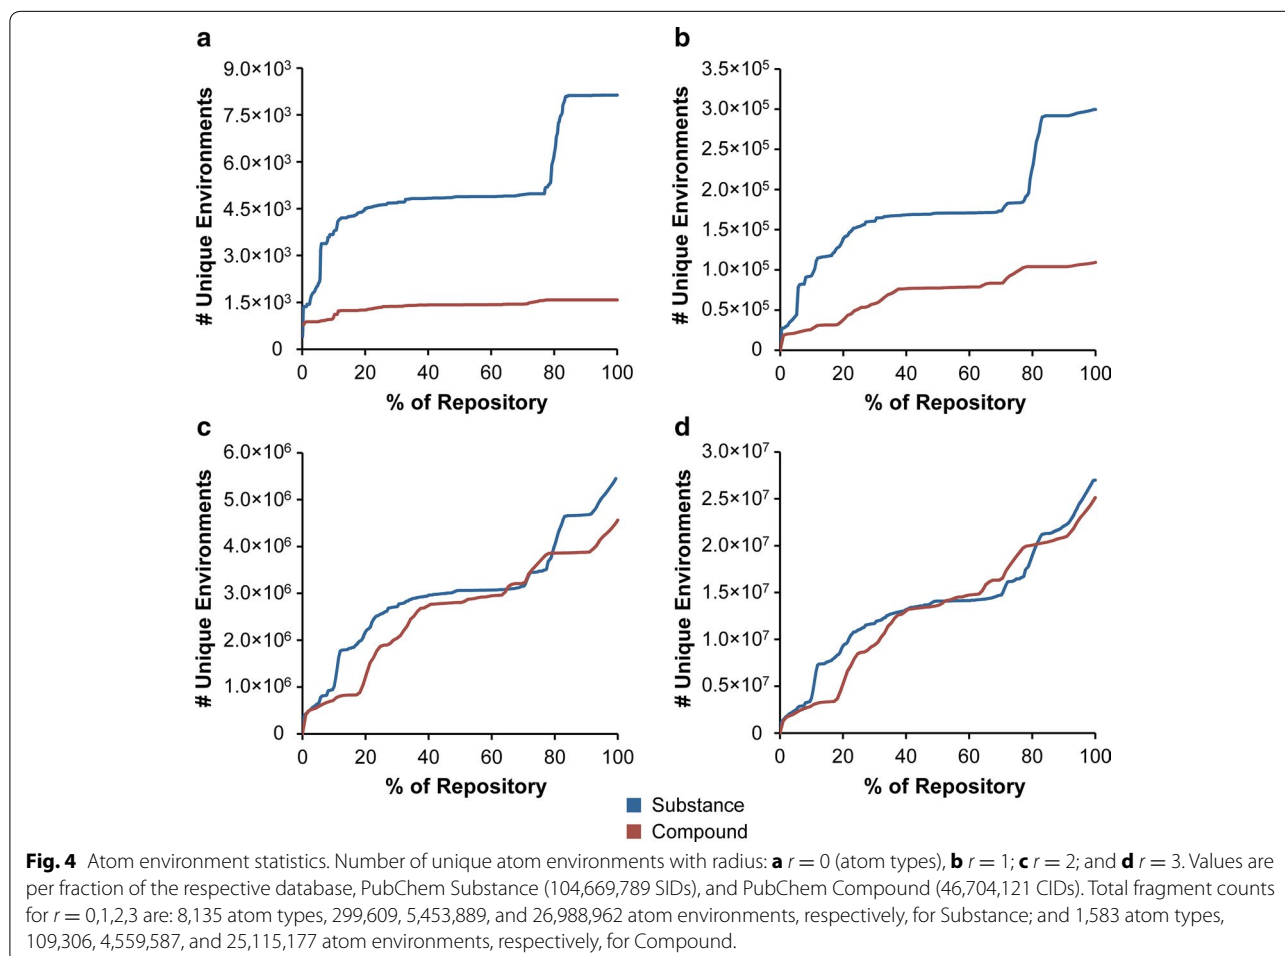 a
9.0×10³
7.5×10³
6.0×10³
4.5×10³
3.0×10³
1.5×10³
0
# Unique Environments
0 20 40 60 80 100
% of Repository
b
3.5×10⁵
3.0×10⁵
2.5×10⁵
2.0×10⁵
1.5×10⁵
1.0×10⁵
0.5×10⁵
0
# Unique Environments
0 20 40 60 80 100
% of Repository
c
6.0×10⁶
5.0×10⁶
4.0×10⁶
3.0×10⁶
2.0×10⁶
1.0×10⁶
0
# Unique Environments
0 20 40 60 80 100
% of Repository
d
3.0×10⁷
2.5×10⁷
2.0×10⁷
1.5×10⁷
1.0×10⁷
0.5×10⁷
0
# Unique Environments
0 20 40 60 80 100
% of Repository
Substance
Compound
Fig. 4 Atom environment statistics. Number of unique atom environments with radius: a r = 0 (atom types), b r = 1; c r = 2; and d r = 3. Values are
per fraction of the respective database, PubChem Substance (104,669,789 SIDs), and PubChem Compound (46,704,121 CIDs). Total fragment counts
for r = 0,1,2,3 are: 8,135 atom types, 299,609, 5,453,889, and 26,988,962 atom environments, respectively, for Substance; and 1,583 atom types,
109,306, 4,559,587, and 25,115,177 atom environments, respectively, for Compound.